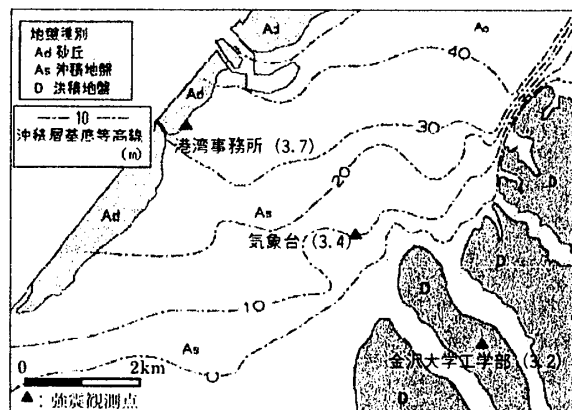 地盤種別
Ad 砂丘
As 沖積地盤
D 洪積地盤
10
沖積層基底等高線
(m)
Ad
Ad
Ad
As
40
30
20
10
0
As
As
D
D
D
D
D
港湾事務所 (3.7)
気象台 (3.4)
金沢大学工学部 (3.2)
0 2km
▲: 強震観測点